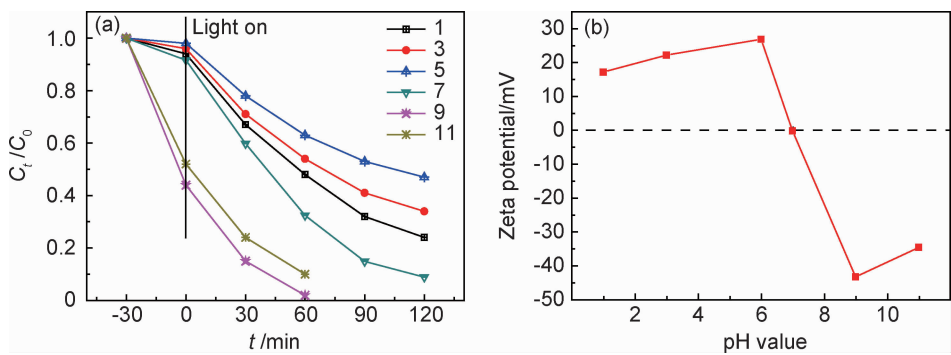 (a)
Light on
1
3
5
7
9
11
1.0
0.8
0.6
0.4
0.2
0
Ct/C0
-30 0 30 60 90 120
t /min
(b)
30
20
10
0
-10
-20
-30
-40
-50
Zeta potential/mV
2 4 6 8 10
pH value